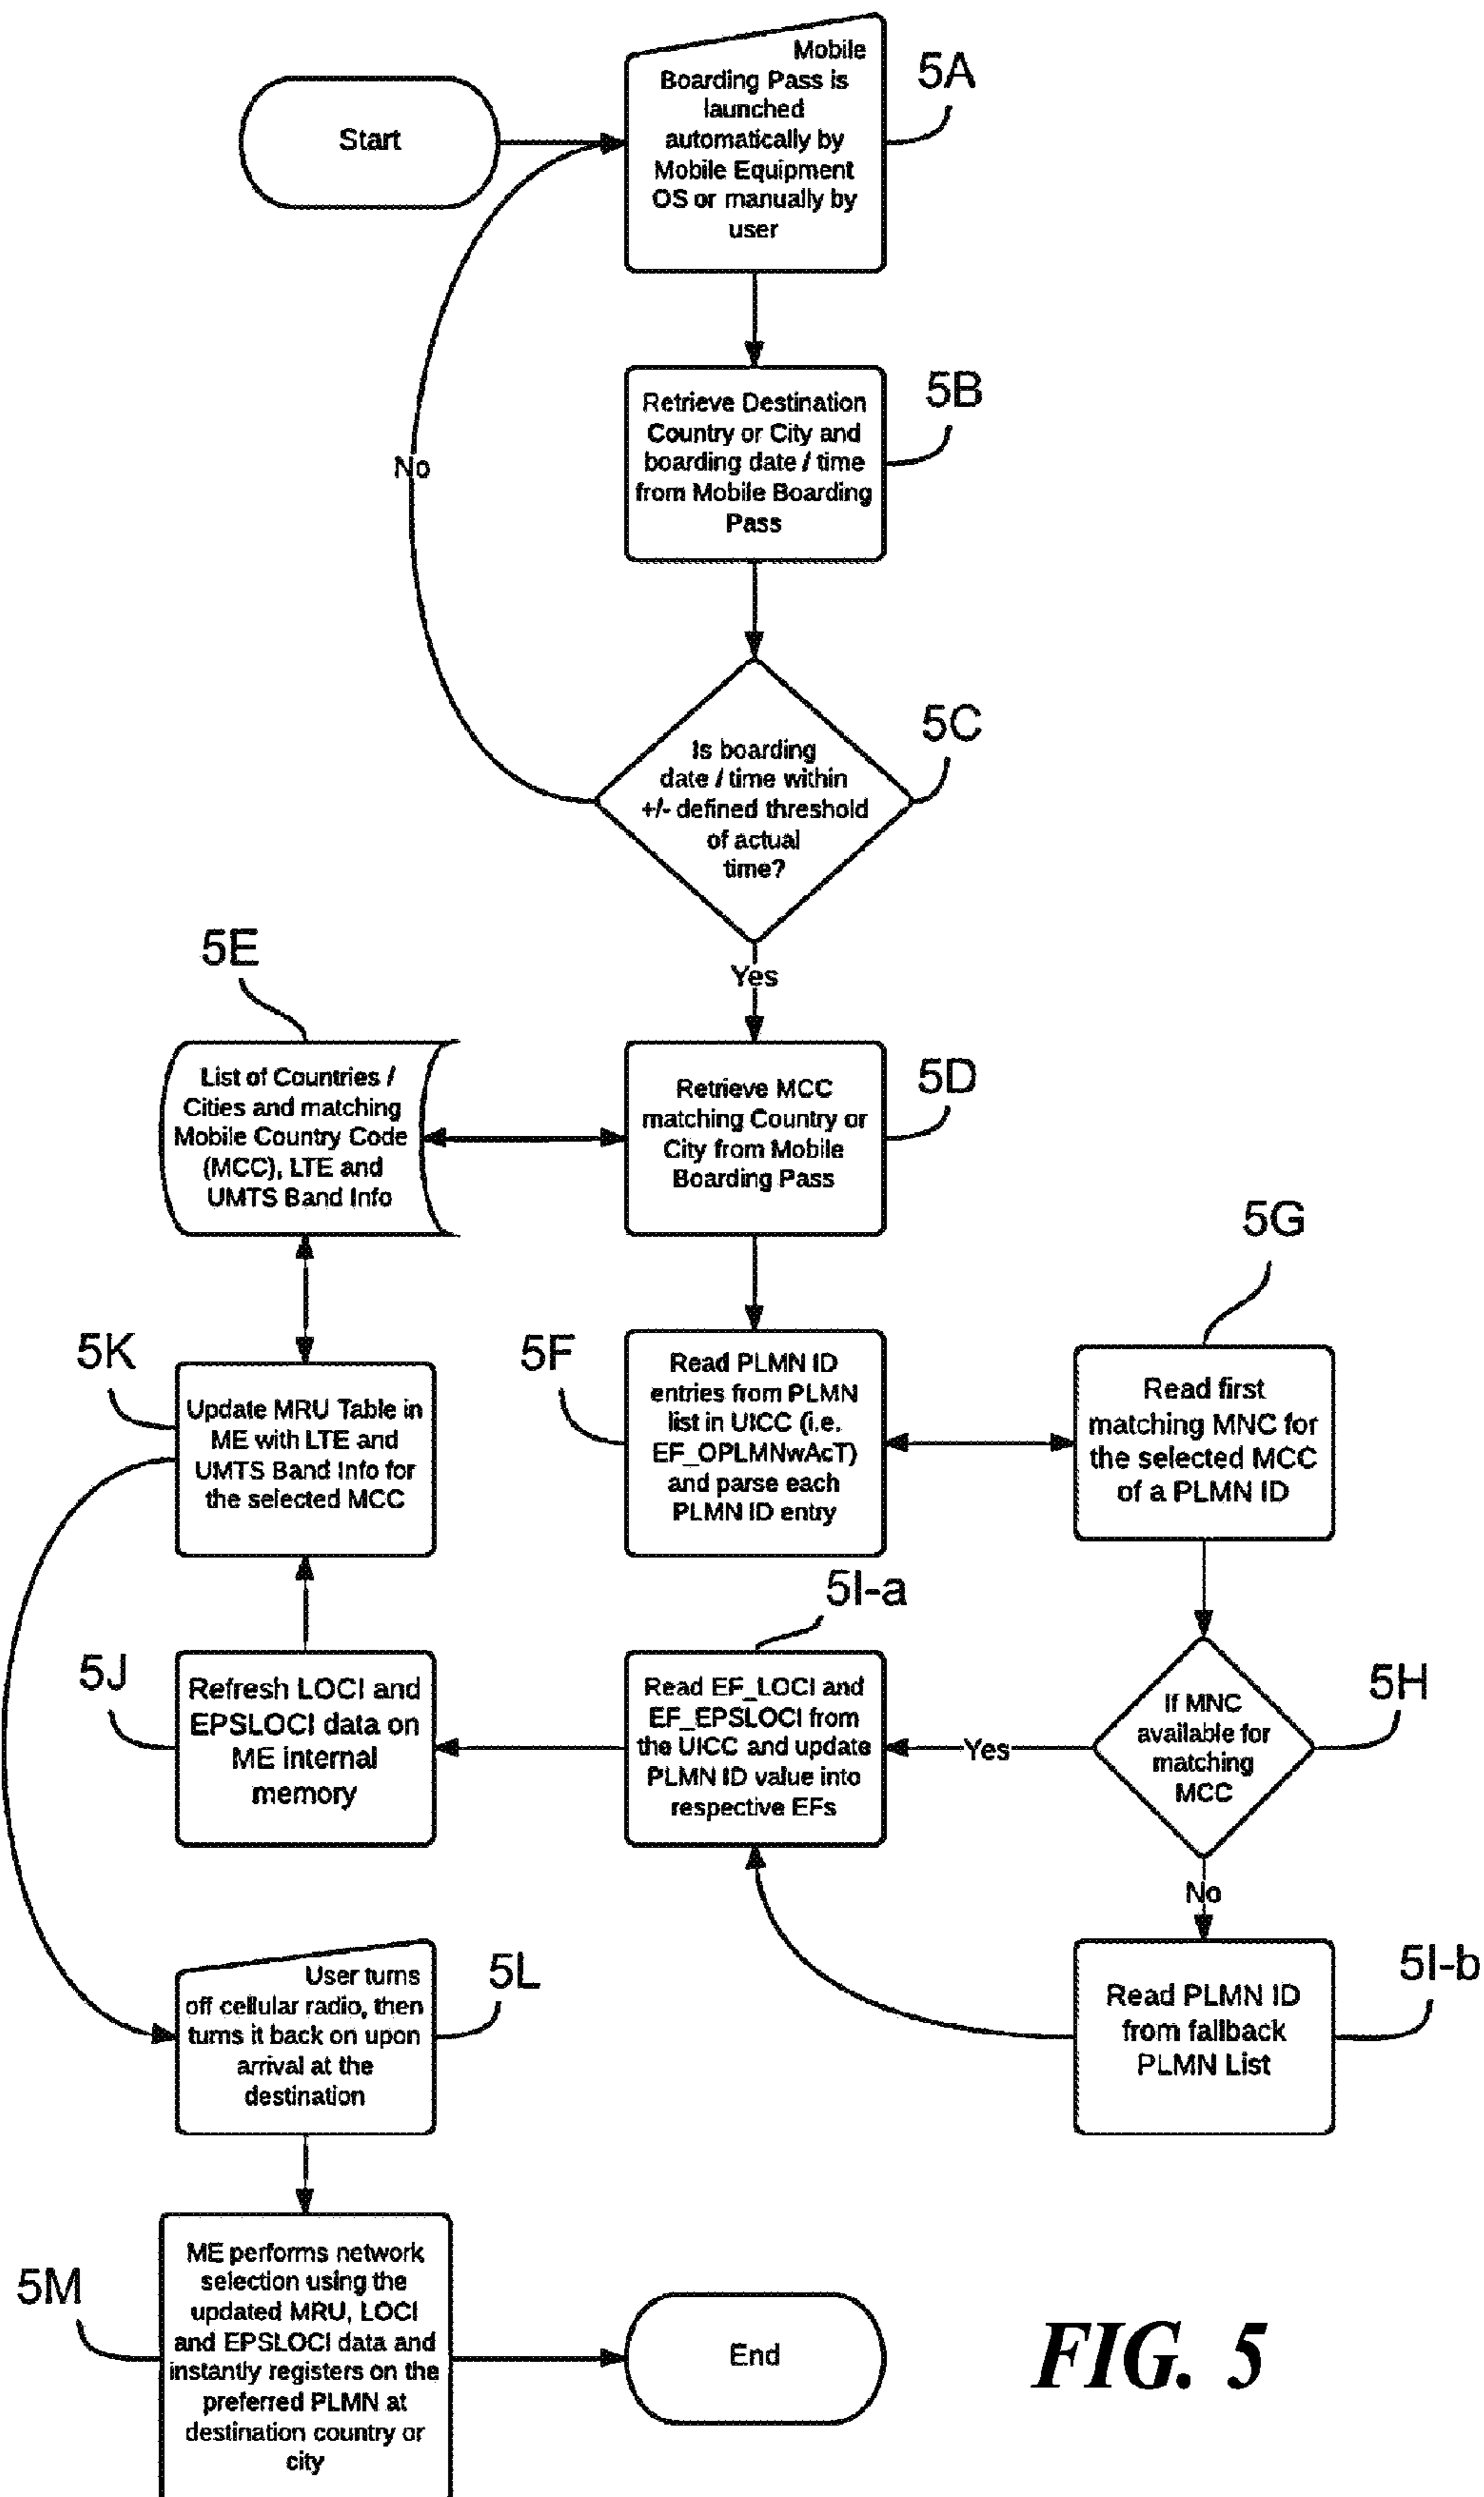 Start
Mobile
Boarding Pass is
launched
automatically by
Mobile Equipment
OS or manually by
user
5A
Retrieve Destination
Country or City and
boarding date / time
from Mobile Boarding
Pass
5B
No
Is boarding
date / time within
+/- defined threshold
of actual
time?
5C
Yes
5E
List of Countries /
Cities and matching
Mobile Country Code
(MCC), LTE and
UMTS Band Info
Retrieve MCC
matching Country or
City from Mobile
Boarding Pass
5D
5K
Update MRU Table in
ME with LTE and
UMTS Band Info for
the selected MCC
5F
Read PLMN ID
entries from PLMN
list in UICC (i.e.
EF_OPLMNwAcT)
and parse each
PLMN ID entry
5G
Read first
matching MNC for
the selected MCC
of a PLMN ID
5J
Refresh LOCI and
EPSLOCI data on
ME internal
memory
5I-a
Read EF_LOCI and
EF_EPSLOCI from
the UICC and update
PLMN ID value into
respective EFs
Yes
If MNC
available for
matching
MCC
5H
No
User turns
off cellular radio, then
turns it back on upon
arrival at the
destination
5L
Read PLMN ID
from fallback
PLMN List
5I-b
5M
ME performs network
selection using the
updated MRU, LOCI
and EPSLOCI data and
instantly registers on the
preferred PLMN at
destination country or
city
End
FIG. 5